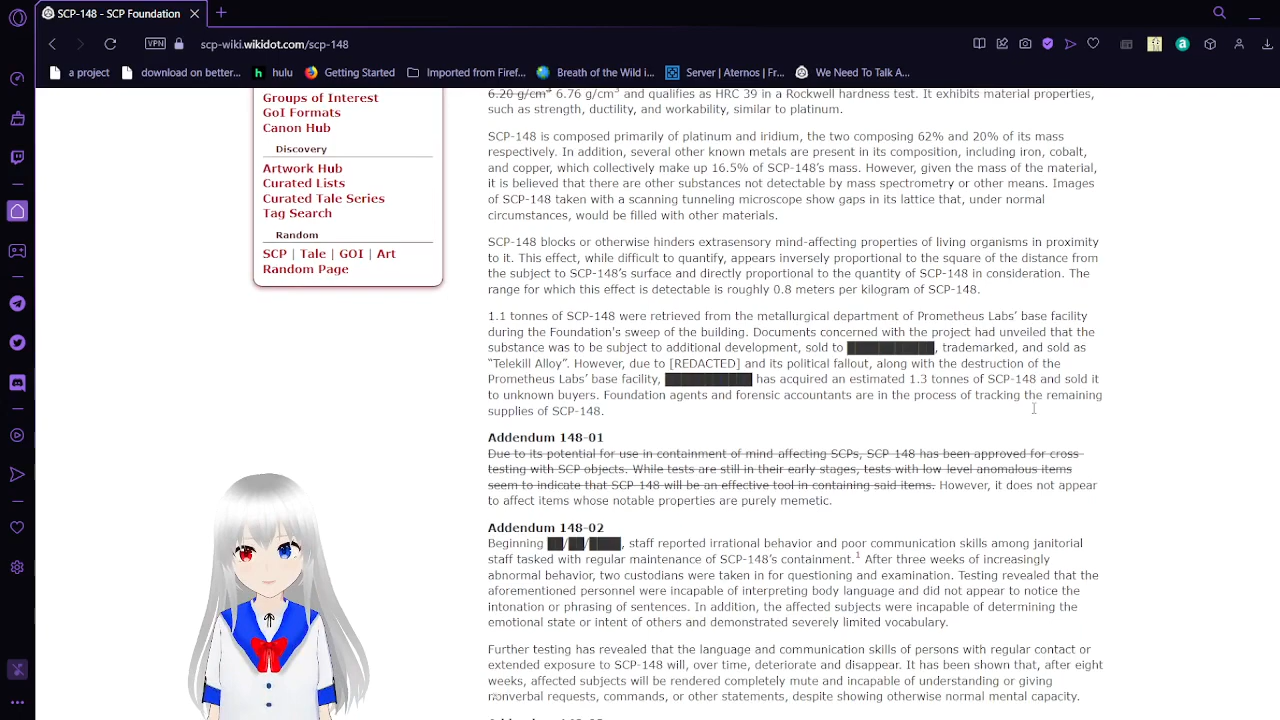 SCP-148 - SCP Foundation
VPN
scp-wiki.wikidot.com/scp-148
a project
download on better...
hulu
Getting Started
Imported from Firef...
Breath of the Wild i...
Server | Aternos | Fr...
We Need To Talk A...
Groups of Interest
GoI Formats
Canon Hub
Discovery
Artwork Hub
Curated Lists
Curated Tale Series
Tag Search
Random
SCP | Tale | GOI | Art
Random Page
6.20 g/cm³ 6.76 g/cm³ and qualifies as HRC 39 in a Rockwell hardness test. It exhibits material properties,
such as strength, ductility, and workability, similar to platinum.
SCP-148 is composed primarily of platinum and iridium, the two composing 62% and 20% of its mass
respectively. In addition, several other known metals are present in its composition, including iron, cobalt,
and copper, which collectively make up 16.5% of SCP-148's mass. However, given the mass of the material,
it is believed that there are other substances not detectable by mass spectrometry or other means. Images
of SCP-148 taken with a scanning tunneling microscope show gaps in its lattice that, under normal
circumstances, would be filled with other materials.
SCP-148 blocks or otherwise hinders extrasensory mind-affecting properties of living organisms in proximity
to it. This effect, while difficult to quantify, appears inversely proportional to the square of the distance from
the subject to SCP-148's surface and directly proportional to the quantity of SCP-148 in consideration. The
range for which this effect is detectable is roughly 0.8 meters per kilogram of SCP-148.
1.1 tonnes of SCP-148 were retrieved from the metallurgical department of Prometheus Labs' base facility
during the Foundation's sweep of the building. Documents concerned with the project had unveiled that the
substance was to be subject to additional development, sold to ███████████, trademarked, and sold as
“Telekill Alloy”. However, due to [REDACTED] and its political fallout, along with the destruction of the
Prometheus Labs' base facility, ███████████ has acquired an estimated 1.3 tonnes of SCP-148 and sold it
to unknown buyers. Foundation agents and forensic accountants are in the process of tracking the remaining
supplies of SCP-148.
Addendum 148-01
Due to its potential for use in containment of mind affecting SCPs, SCP-148 has been approved for cross-
testing with SCP objects. While tests are still in their early stages, tests with low level anomalous items
seem to indicate that SCP-148 will be an effective tool in containing said items. However, it does not appear
to affect items whose notable properties are purely memetic.
Addendum 148-02
Beginning ██/██/████, staff reported irrational behavior and poor communication skills among janitorial
staff tasked with regular maintenance of SCP-148's containment.¹ After three weeks of increasingly
abnormal behavior, two custodians were taken in for questioning and examination. Testing revealed that the
aforementioned personnel were incapable of interpreting body language and did not appear to notice the
intonation or phrasing of sentences. In addition, the affected subjects were incapable of determining the
emotional state or intent of others and demonstrated severely limited vocabulary.
Further testing has revealed that the language and communication skills of persons with regular contact or
extended exposure to SCP-148 will, over time, deteriorate and disappear. It has been shown that, after eight
weeks, affected subjects will be rendered completely mute and incapable of understanding or giving
nonverbal requests, commands, or other statements, despite showing otherwise normal mental capacity.